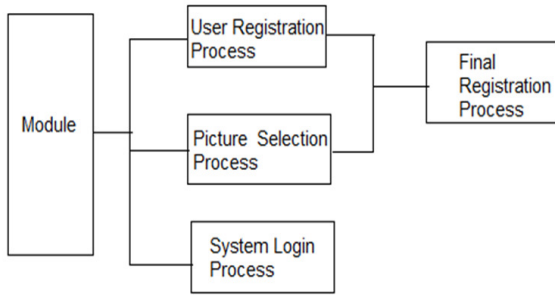 Module
User Registration
Process
Picture Selection
Process
System Login
Process
Final
Registration
Process